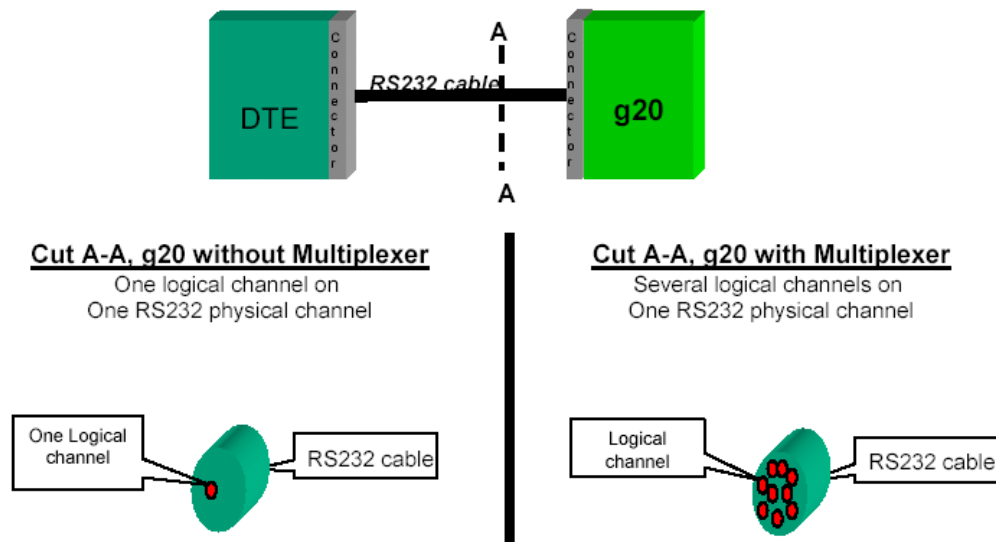 A
DTE
Connector
RS232 cable
Connector
g20
A
Cut A-A, g20 without Multiplexer
One logical channel on
One RS232 physical channel
Cut A-A, g20 with Multiplexer
Several logical channels on
One RS232 physical channel
One Logical
channel
RS232 cable
Logical
channel
RS232 cable